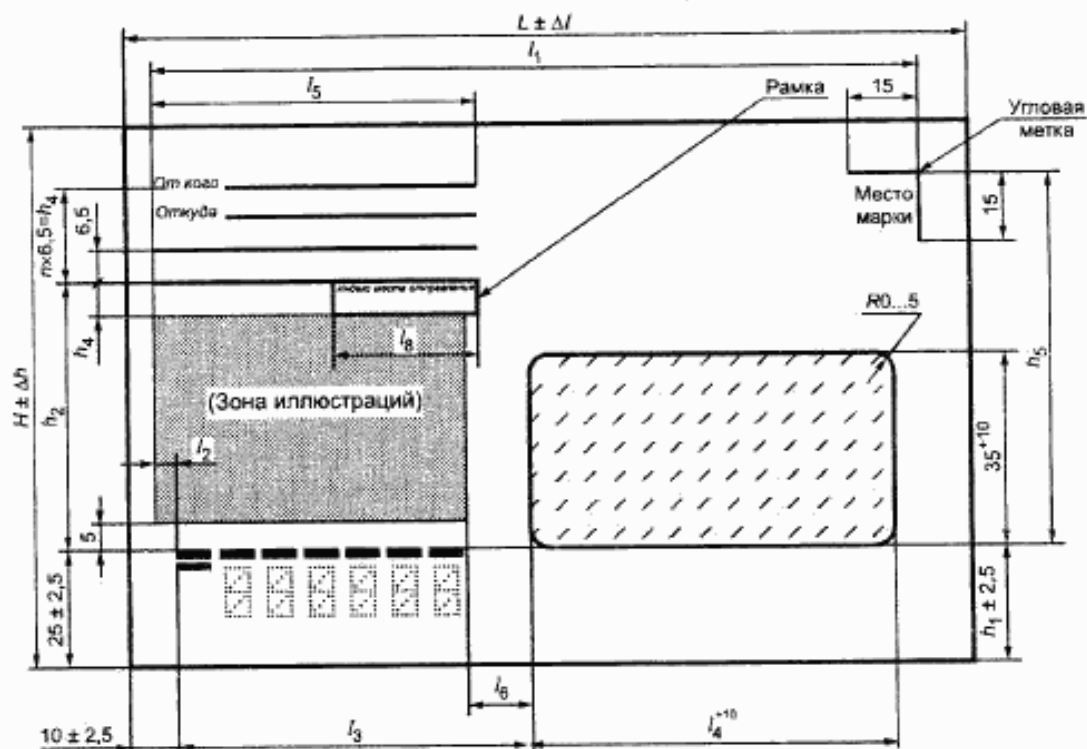 L ± Δl
l₁
l₅
Рамка
15
Угловая
метка
От кого
Откуда
Место
марки
15
6,5
n×6,5=h₄
h₄
h₂
H ± Δh
l₈
R0...5
h₅
(Зона иллюстраций)
35⁺¹⁰
l₂
5
25 ± 2,5
h₁ ± 2,5
l₆
10 ± 2,5
l₃
l₄⁺¹⁰